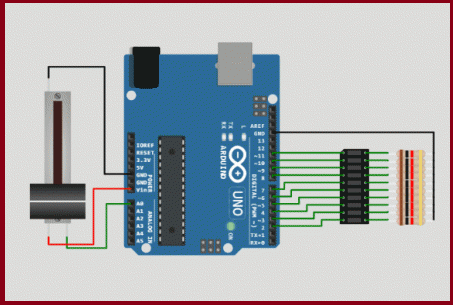 IOREF
RESET
3.3V
5V
GND
GND
Vin
POWER
A0
A1
A2
A3
A4
A5
ANALOG IN
AREF
GND
13
12
~11
~10
~9
8
7
~6
~5
4
~3
2
TX→1
RX←0
DIGITAL (PWM ~)
L
TX
RX
ARDUINO
UNO
ON